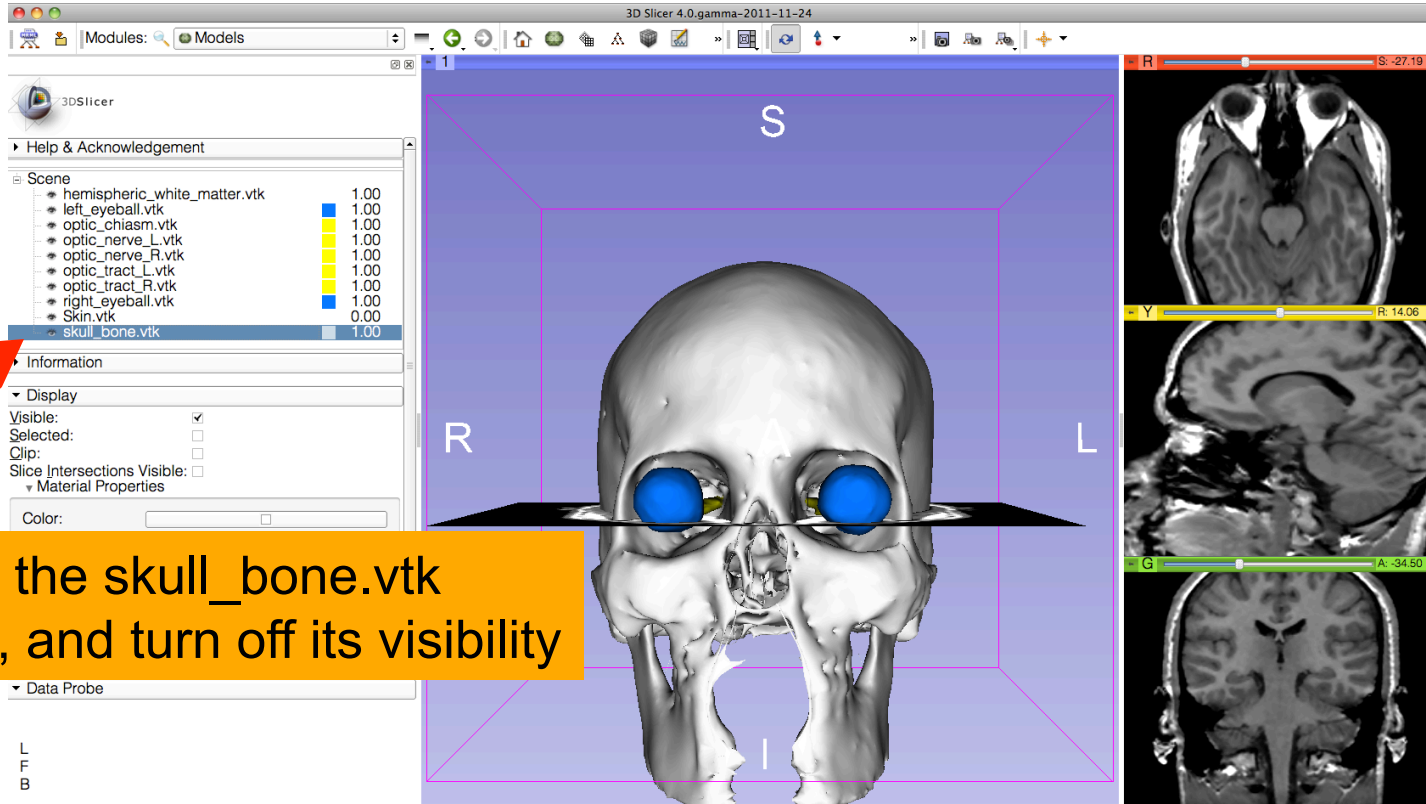 3D Slicer 4.0.gamma-2011-11-24
Modules: Models
1
R S: -27.19
3DSlicer
Help & Acknowledgement
Scene
hemispheric_white_matter.vtk 1.00
left_eyeball.vtk 1.00
optic_chiasm.vtk 1.00
optic_nerve_L.vtk 1.00
optic_nerve_R.vtk 1.00
optic_tract_L.vtk 1.00
optic_tract_R.vtk 1.00
right_eyeball.vtk 1.00
Skin.vtk 0.00
skull_bone.vtk 1.00
Information
Display
Visible:
Selected:
Clip:
Slice Intersections Visible:
Material Properties
Color:
the skull_bone.vtk
, and turn off its visibility
Data Probe
L
F
B
S
R
A
L
I
Y R: 14.06
G A: -34.50